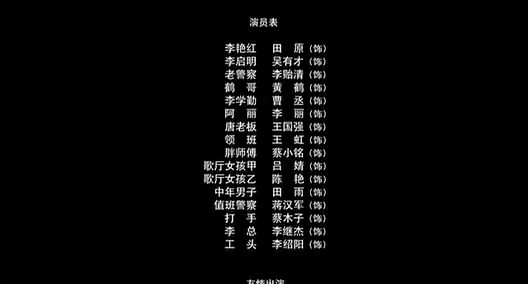 演员表
李艳红 田原(饰)
李启明 吴有才(饰)
老警察 李贻清(饰)
鹤哥 黄鹤(饰)
李学勤 曹丞(饰)
阿丽 李丽(饰)
唐老板 王国强(饰)
领班 王虹(饰)
胖师傅 蔡小铭(饰)
歌厅女孩甲 吕婧(饰)
歌厅女孩乙 陈艳(饰)
中年男子 田雨(饰)
值班警察 蒋汉军(饰)
打手 蔡木子(饰)
李总 李继杰(饰)
工头 李绍阳(饰)
友情出演